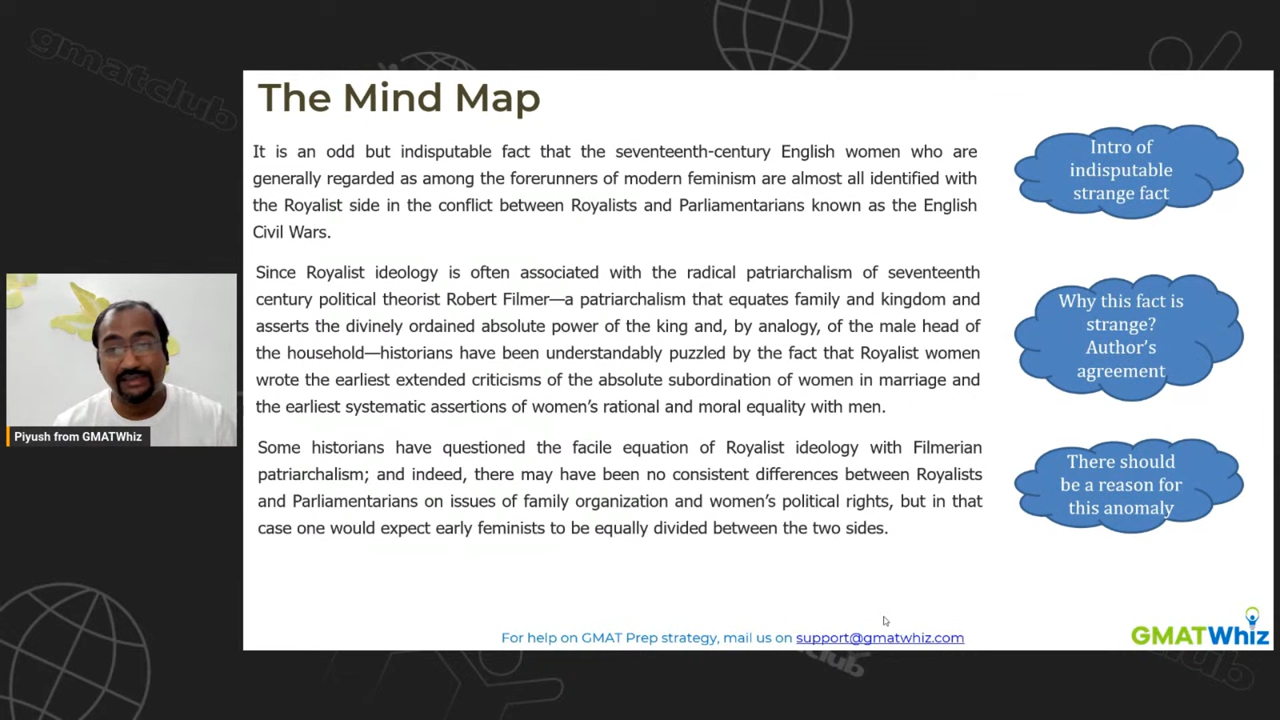 gmatclub
The Mind Map
It is an odd but indisputable fact that the seventeenth-century English women who are
generally regarded as among the forerunners of modern feminism are almost all identified with
the Royalist side in the conflict between Royalists and Parliamentarians known as the English
Civil Wars.
Intro of
indisputable
strange fact
Since Royalist ideology is often associated with the radical patriarchalism of seventeenth
century political theorist Robert Filmer—a patriarchalism that equates family and kingdom and
asserts the divinely ordained absolute power of the king and, by analogy, of the male head of
the household—historians have been understandably puzzled by the fact that Royalist women
wrote the earliest extended criticisms of the absolute subordination of women in marriage and
the earliest systematic assertions of women's rational and moral equality with men.
Why this fact is
strange?
Author's
agreement
Some historians have questioned the facile equation of Royalist ideology with Filmerian
patriarchalism; and indeed, there may have been no consistent differences between Royalists
and Parliamentarians on issues of family organization and women's political rights, but in that
case one would expect early feminists to be equally divided between the two sides.
There should
be a reason for
this anomaly
Piyush from GMATWhiz
For help on GMAT Prep strategy, mail us on support@gmatwhiz.com
GMATWhiz
club